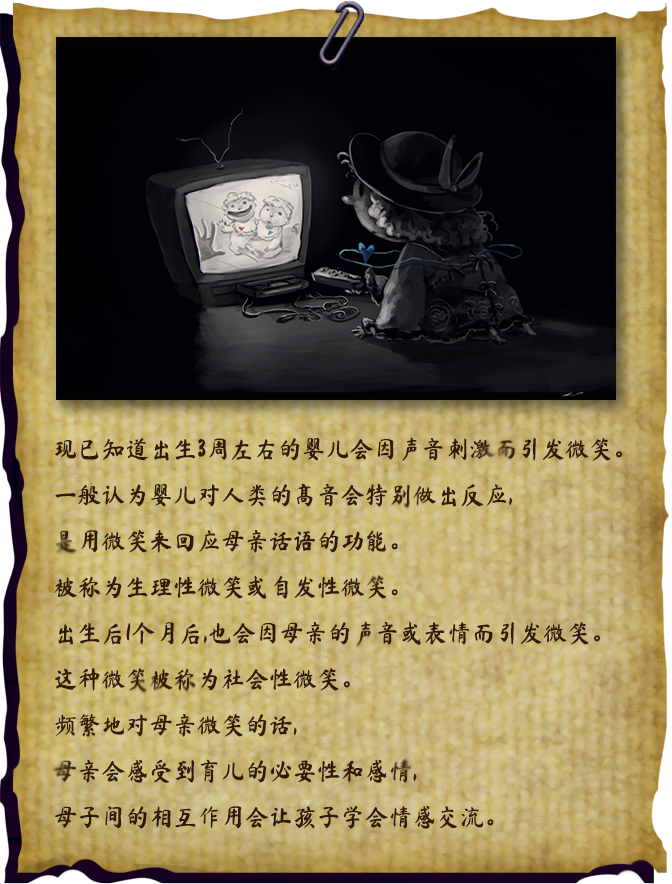 现已知道出生3周左右的婴儿会因声音刺激而引发微笑。
一般认为婴儿对人类的高音会特别做出反应,
是用微笑来回应母亲话语的功能。
被称为生理性微笑或自发性微笑。
出生后1个月后,也会因母亲的声音或表情而引发微笑。
这种微笑被称为社会性微笑。
频繁地对母亲微笑的话,
母亲会感受到育儿的必要性和感情,
母子间的相互作用会让孩子学会情感交流。